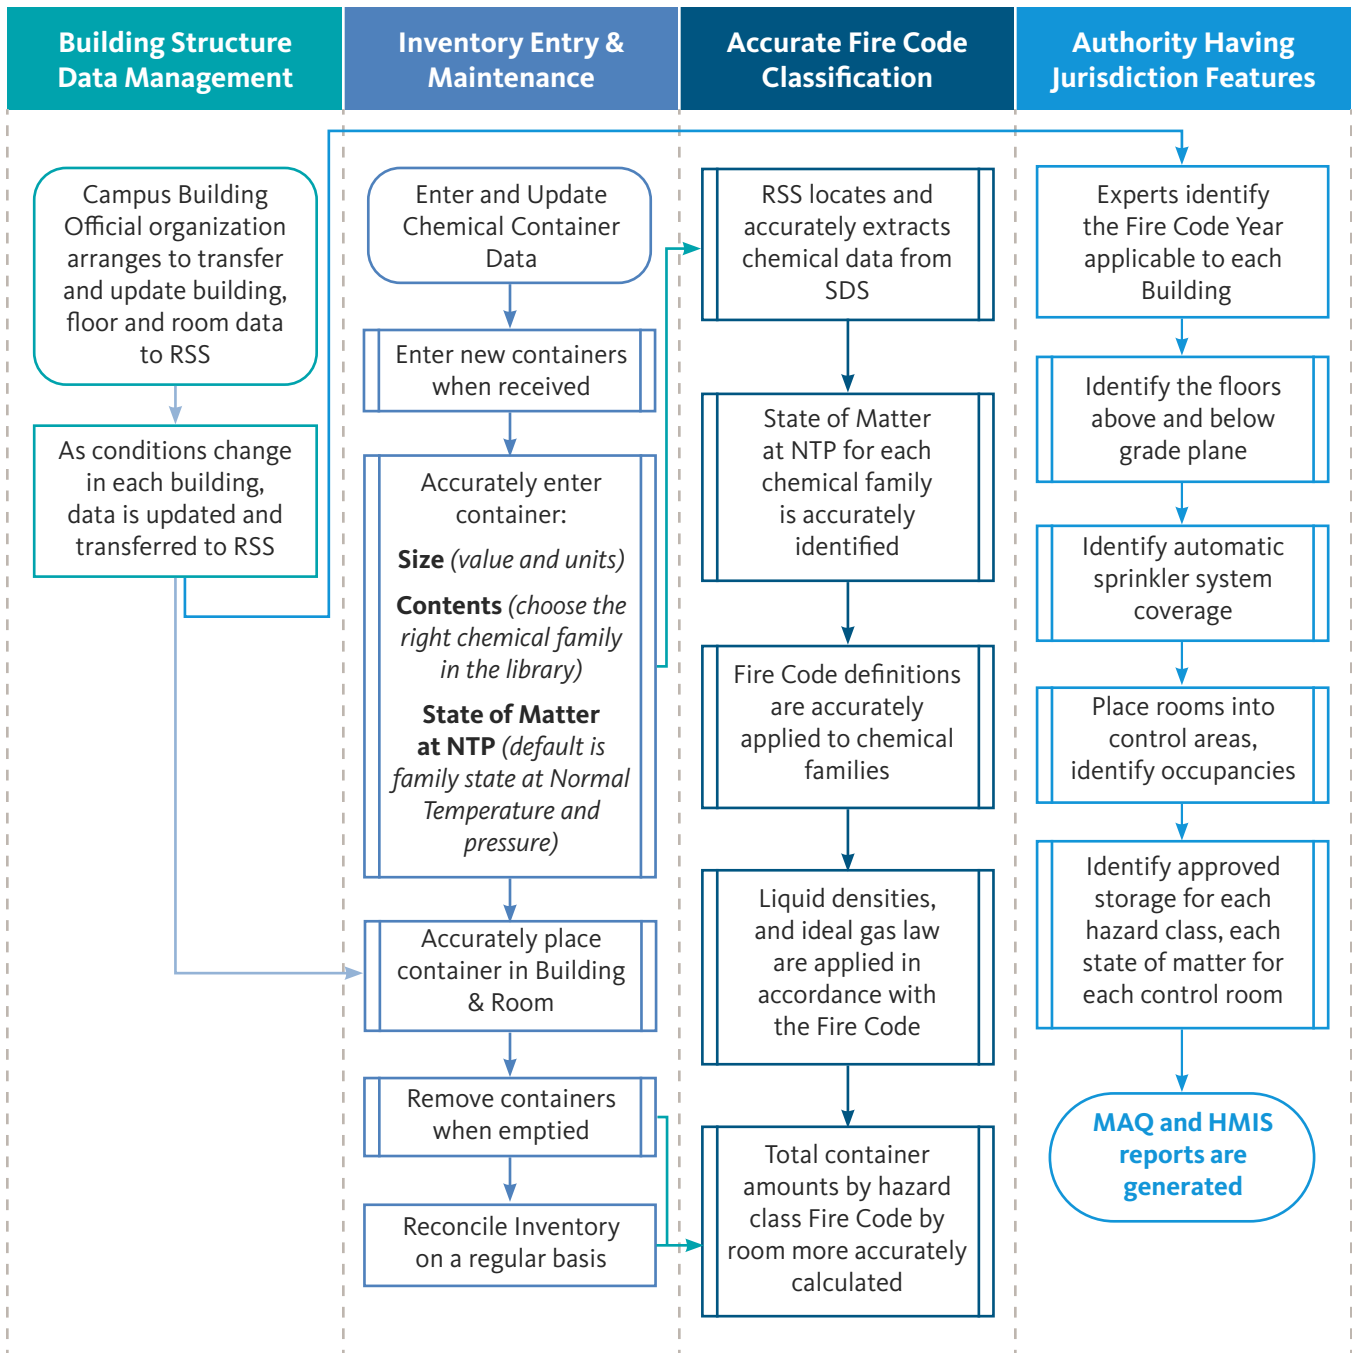 Building Structure
Data Management
Inventory Entry &
Maintenance
Accurate Fire Code
Classification
Authority Having
Jurisdiction Features
Campus Building
Official organization
arranges to transfer
and update building,
floor and room data
to RSS
As conditions change
in each building,
data is updated and
transferred to RSS
Enter and Update
Chemical Container
Data
Enter new containers
when received
Accurately enter
container:
Size (value and units)
Contents (choose the
right chemical family
in the library)
State of Matter
at NTP (default is
family state at Normal
Temperature and
pressure)
Accurately place
container in Building
& Room
Remove containers
when emptied
Reconcile Inventory
on a regular basis
RSS locates and
accurately extracts
chemical data from
SDS
State of Matter
at NTP for each
chemical family
is accurately
identified
Fire Code definitions
are accurately
applied to chemical
families
Liquid densities,
and ideal gas law
are applied in
accordance with
the Fire Code
Total container
amounts by hazard
class Fire Code by
room more accurately
calculated
Experts identify
the Fire Code Year
applicable to each
Building
Identify the floors
above and below
grade plane
Identify automatic
sprinkler system
coverage
Place rooms into
control areas,
identify occupancies
Identify approved
storage for each
hazard class, each
state of matter for
each control room
MAQ and HMIS
reports are
generated